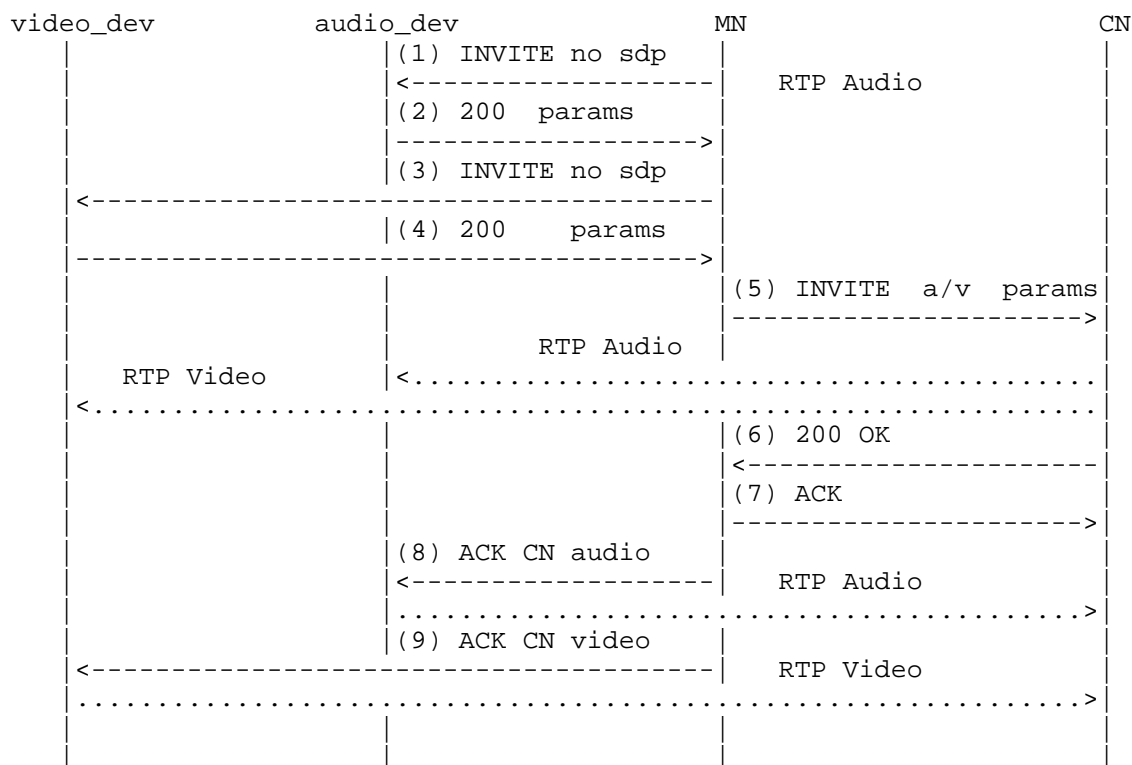 video_dev audio_dev MN CN
(1) INVITE no sdp
RTP Audio
(2) 200 params
(3) INVITE no sdp
(4) 200 params
(5) INVITE a/v params
RTP Audio
RTP Video
(6) 200 OK
(7) ACK
(8) ACK CN audio
RTP Audio
(9) ACK CN video
RTP Video